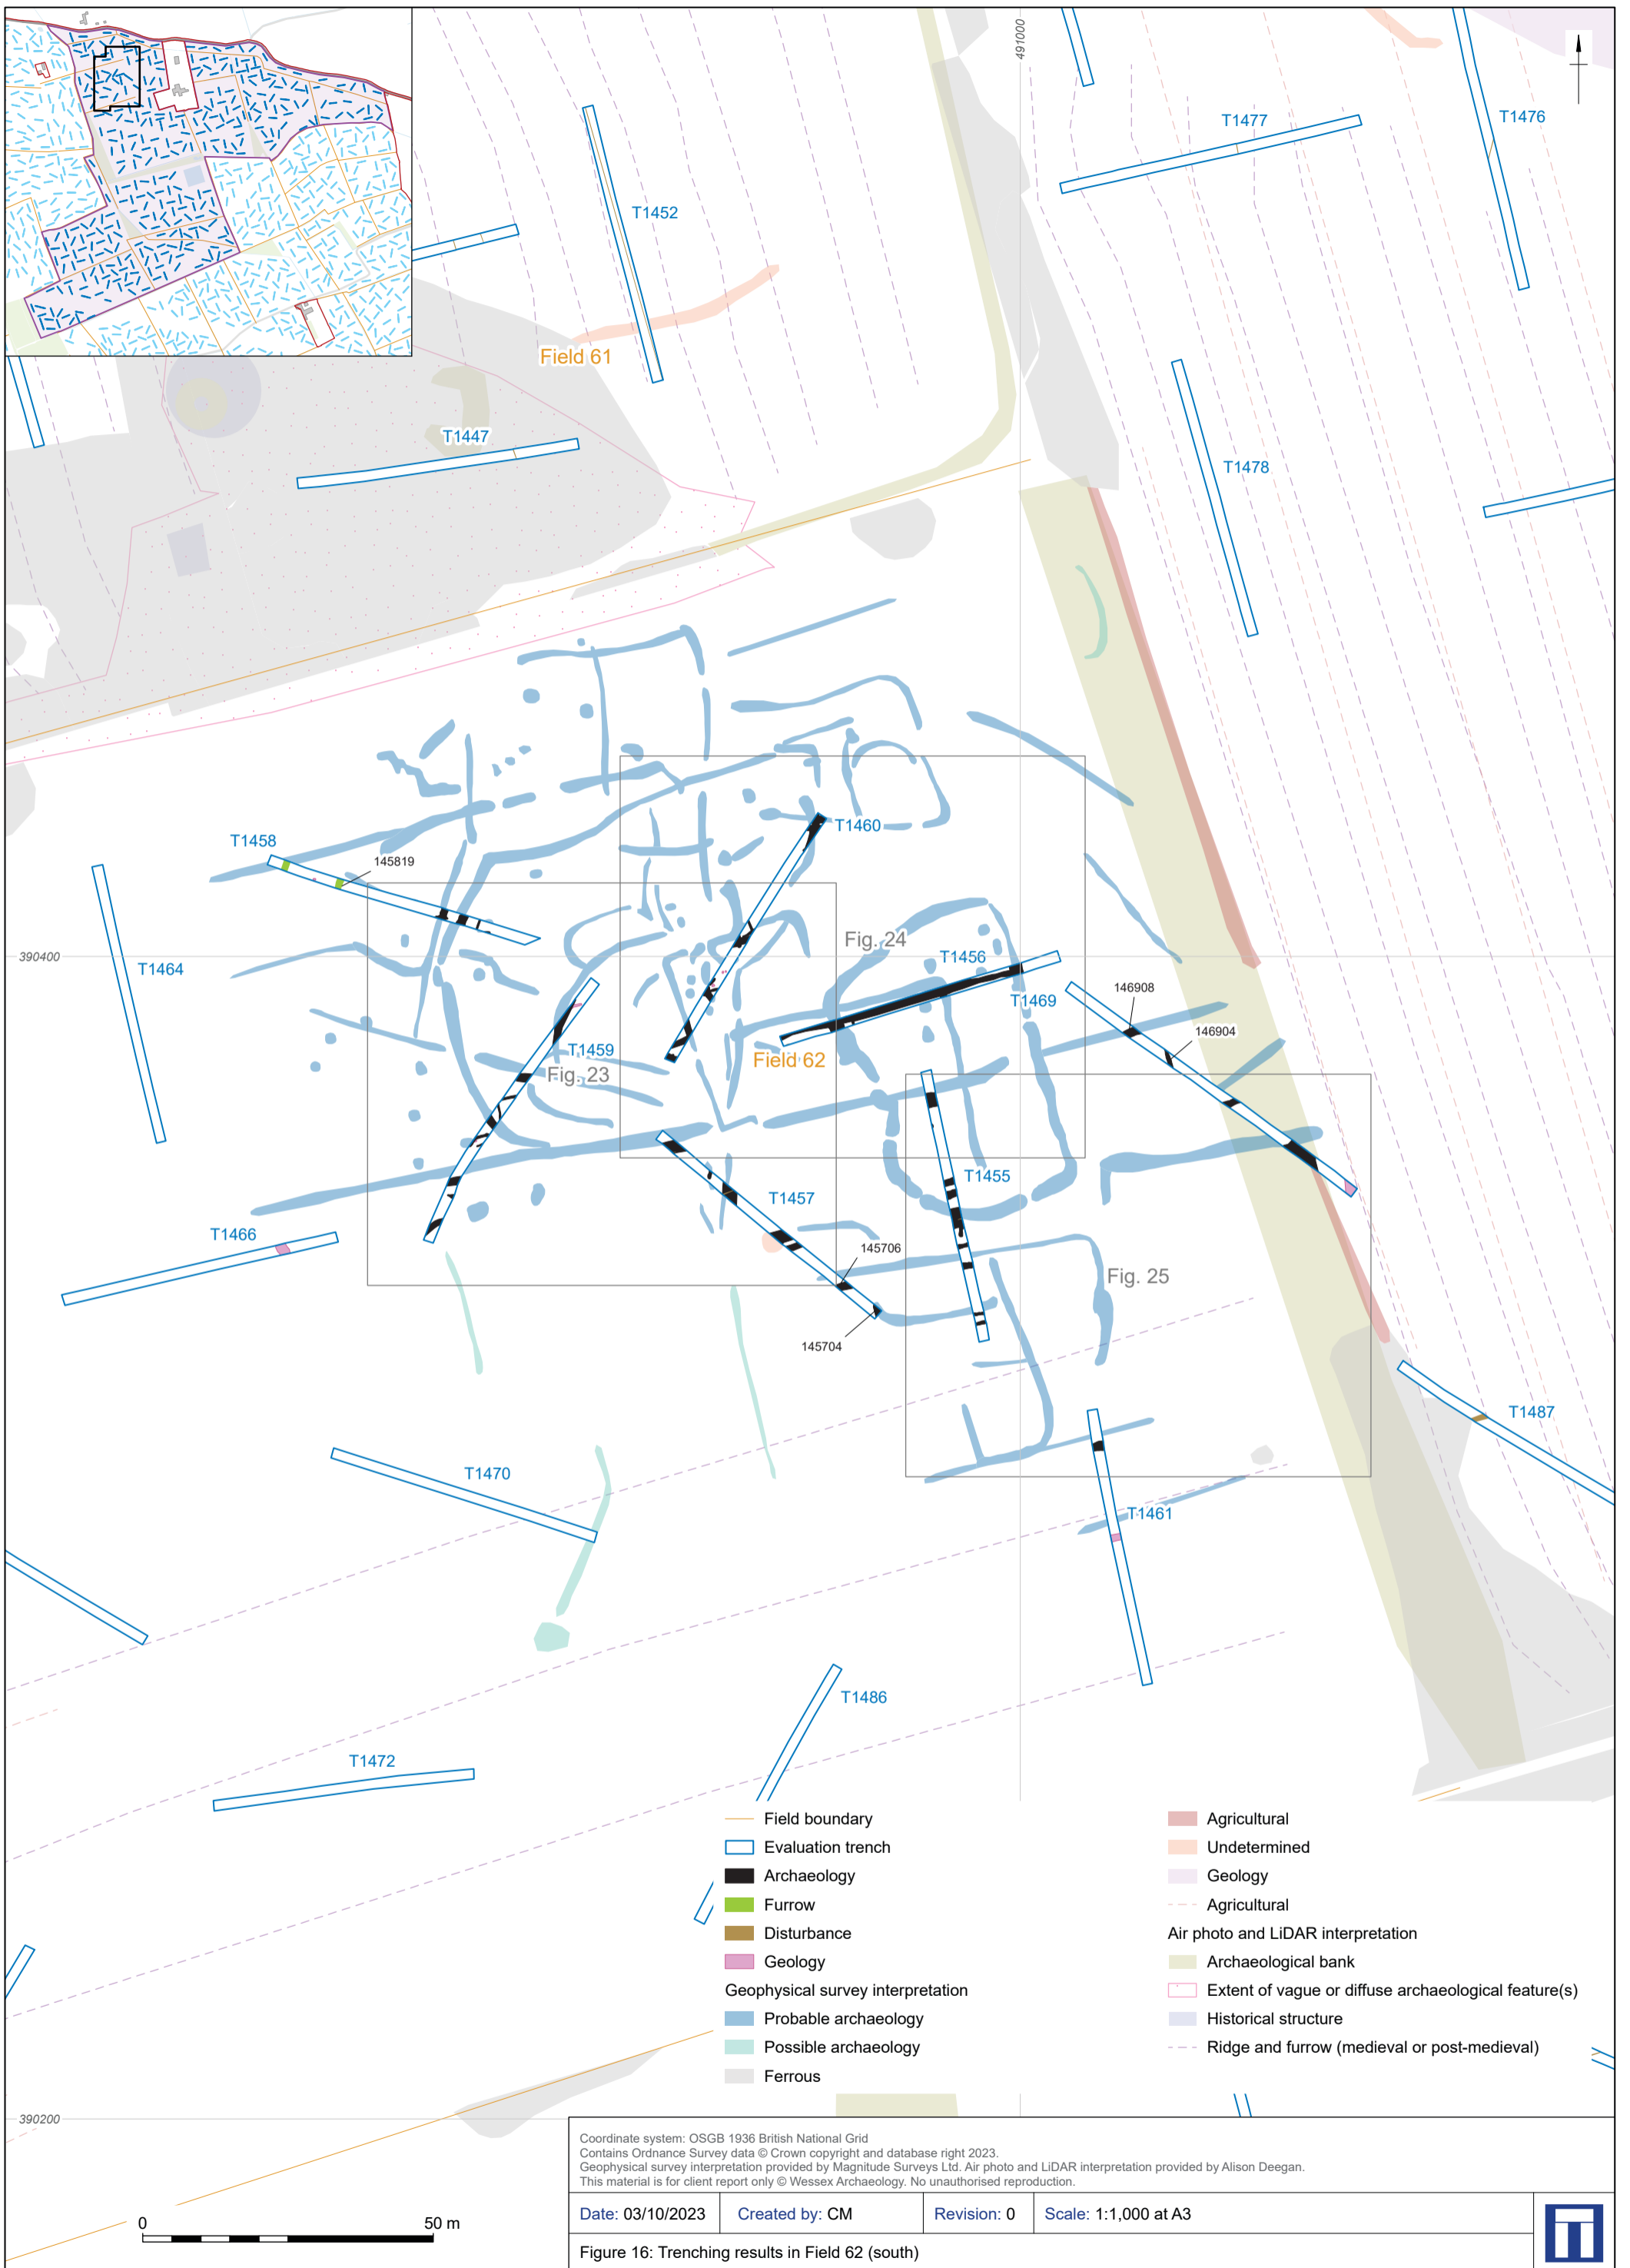 491000
T1476
T1477
T1452
Field 61
T1447
T1478
T1460
T1458
145819
Fig. 24
T1456
390400
T1464
146908
T1469
146904
T1459
Field 62
Fig. 23
T1455
T1457
T1466
145706
Fig. 25
145704
T1487
T1470
T1461
T1486
T1472
Field boundary
Evaluation trench
Archaeology
Furrow
Disturbance
Geology
Geophysical survey interpretation
Probable archaeology
Possible archaeology
Ferrous
Agricultural
Undetermined
Geology
Agricultural
Air photo and LiDAR interpretation
Archaeological bank
Extent of vague or diffuse archaeological feature(s)
Historical structure
Ridge and furrow (medieval or post-medieval)
390200
0 50 m
Coordinate system: OSGB 1936 British National Grid
Contains Ordnance Survey data © Crown copyright and database right 2023.
Geophysical survey interpretation provided by Magnitude Surveys Ltd. Air photo and LiDAR interpretation provided by Alison Deegan.
This material is for client report only © Wessex Archaeology. No unauthorised reproduction.
Date: 03/10/2023 Created by: CM Revision: 0 Scale: 1:1,000 at A3
Figure 16: Trenching results in Field 62 (south)